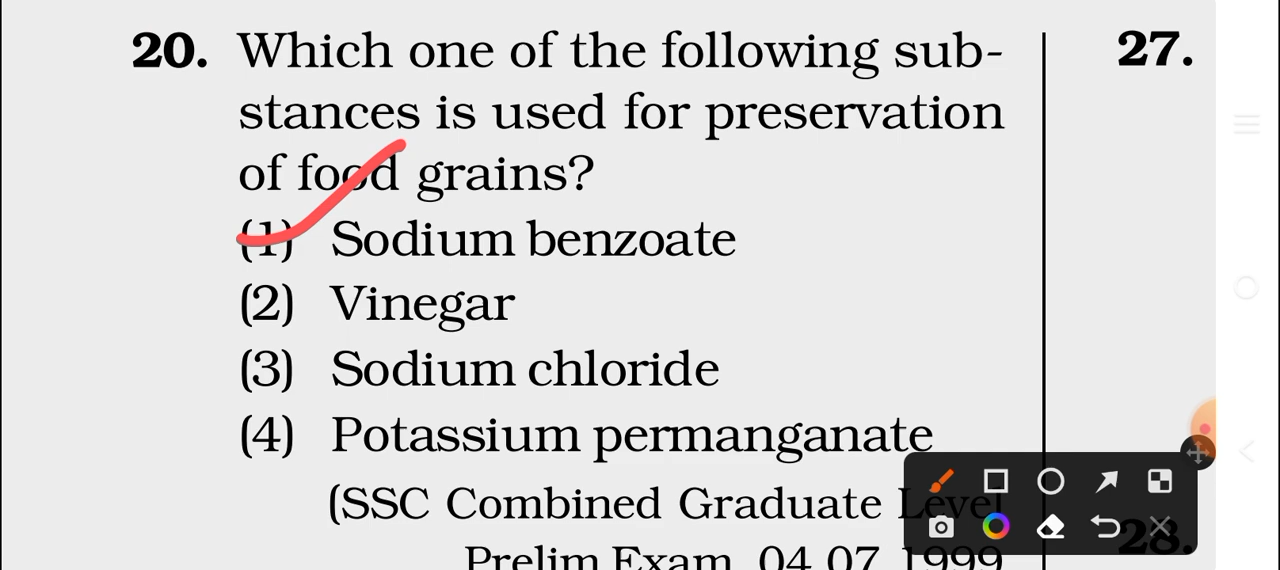 20. Which one of the following sub-
stances is used for preservation
of food grains?
(1) Sodium benzoate
(2) Vinegar
(3) Sodium chloride
(4) Potassium permanganate
(SSC Combined Graduate Level
Prelim Exam. 04.07.1999
27.
28.